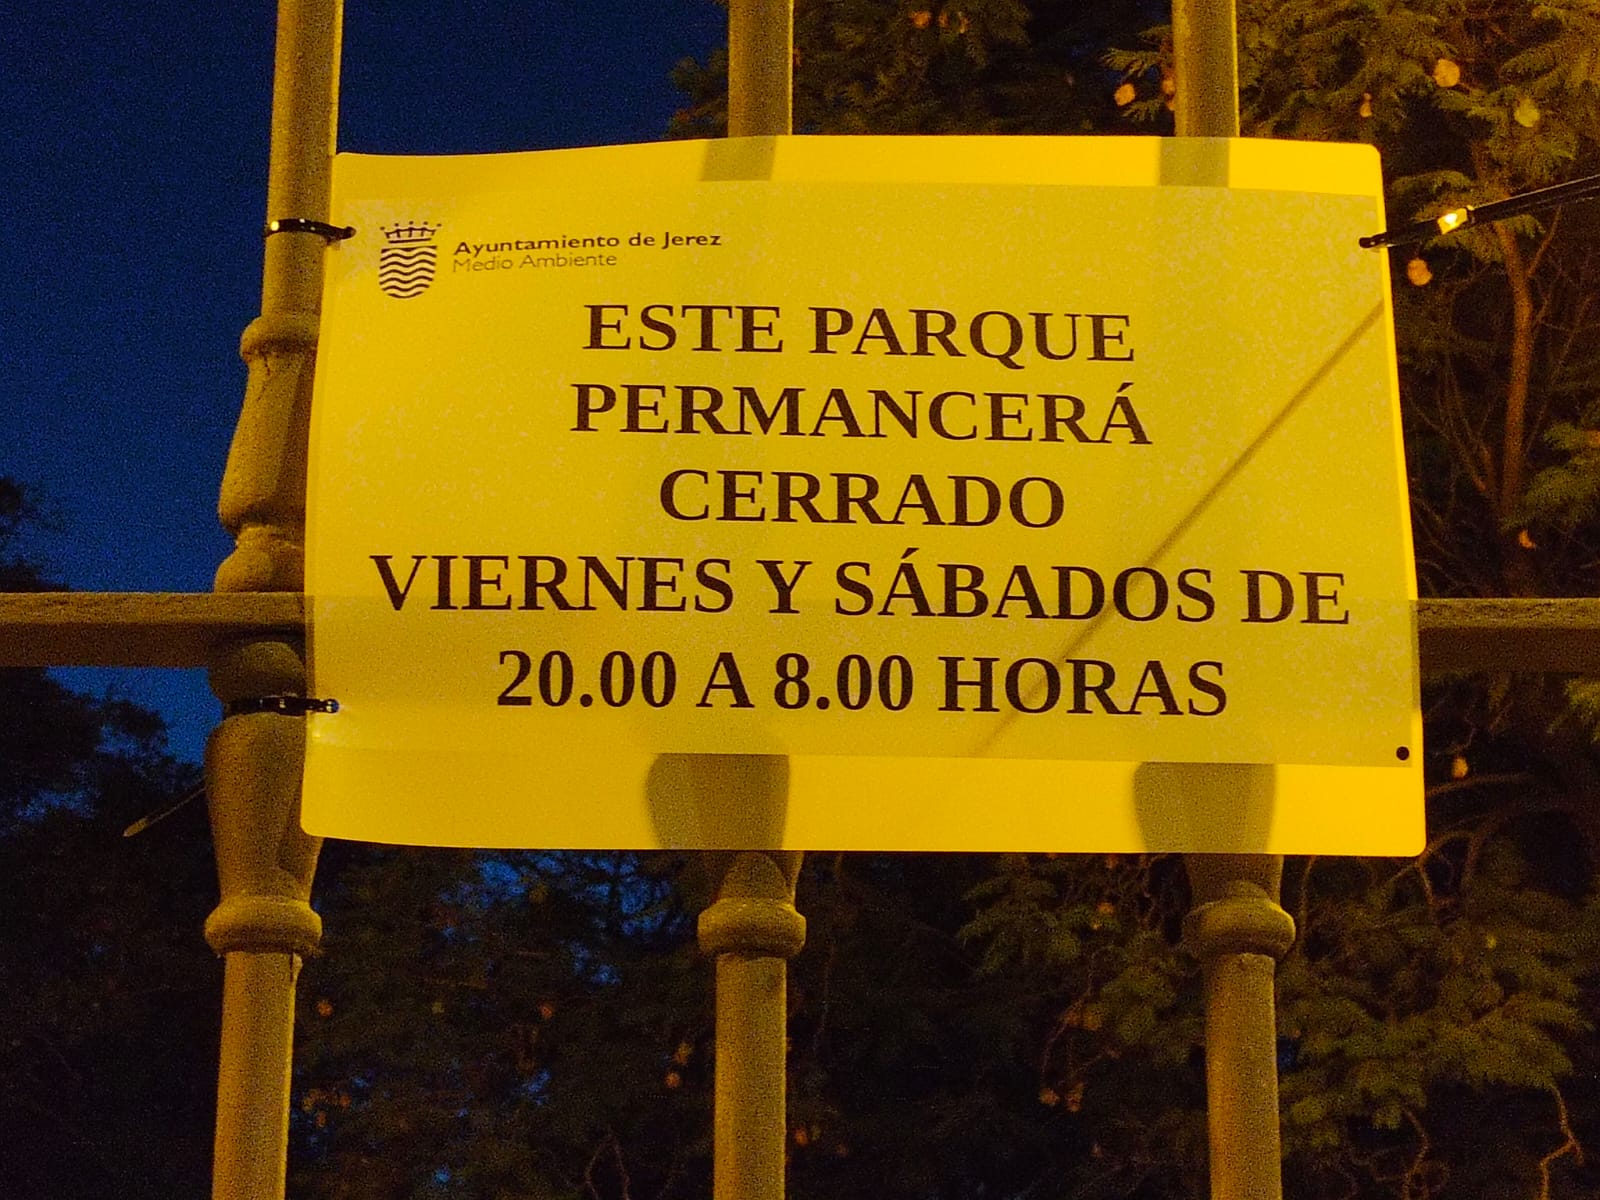 Ayuntamiento de Jerez
Medio Ambiente
ESTE PARQUE
PERMANCERÁ
CERRADO
VIERNES Y SÁBADOS DE
20.00 A 8.00 HORAS